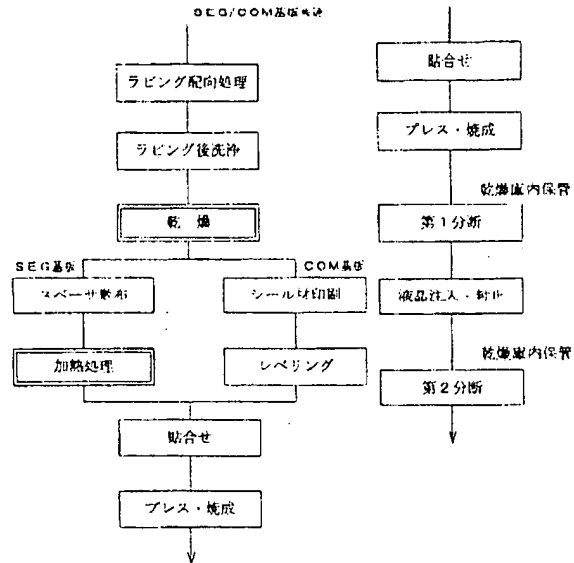 SEG/COM基板共通
ラビング配向処理
ラビング後洗浄
乾 燥
SEG基板
COM基板
スペーサ散布
シール材印刷
加熱処理
レベリング
貼合せ
プレス・焼成
貼合せ
プレス・焼成
乾燥庫内保管
第1分断
液晶注入・封止
乾燥庫内保管
第2分断